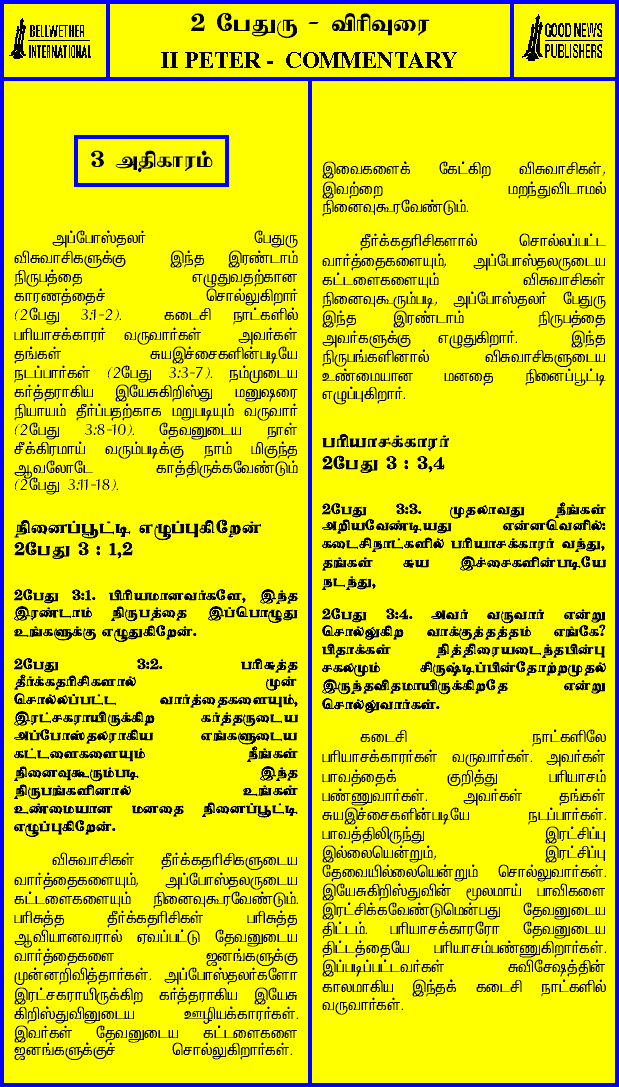 BELLWETHER
INTERNATIONAL
2 பேதுரு - விரிவுரை
II PETER - COMMENTARY
GOOD NEWS
PUBLISHERS
3 அதிகாரம்
அப்போஸ்தலர் பேதுரு
விசுவாசிகளுக்கு இந்த இரண்டாம்
நிருபத்தை எழுதுவதற்கான
காரணத்தைச் சொல்லுகிறார்
(2பேது 3:1-2). கடைசி நாட்களில்
பரியாசக்காரர் வருவார்கள் அவர்கள்
தங்கள் சுயஇச்சைகளின்படியே
நடப்பார்கள் (2பேது 3:3-7). நம்முடைய
கர்த்தராகிய இயேசுகிறிஸ்து மனுஷரை
நியாயம் தீர்ப்பதற்காக மறுபடியும் வருவார்
(2பேது 3:8-10). தேவனுடைய நாள்
சீக்கிரமாய் வரும்படிக்கு நாம் மிகுந்த
ஆவலோடே காத்திருக்கவேண்டும்
(2பேது 3:11-18).
நினைப்பூட்டி எழுப்புகிறேன்
2பேது 3 : 1,2
2பேது 3:1. பிரியமானவர்களே, இந்த
இரண்டாம் நிருபத்தை இப்பொழுது
உங்களுக்கு எழுதுகிறேன்.
2பேது 3:2. பரிசுத்த
தீர்க்கதரிசிகளால் முன்
சொல்லப்பட்ட வார்த்தைகளையும்,
இரட்சகராயிருக்கிற கர்த்தருடைய
அப்போஸ்தலராகிய எங்களுடைய
கட்டளைகளையும் நீங்கள்
நினைவுகூரும்படி இந்த
நிருபங்களினால் உங்கள்
உண்மையான மனதை நினைப்பூட்டி
எழுப்புகிறேன்.
விசுவாசிகள் தீர்க்கதரிசிகளுடைய
வார்த்தைகளையும், அப்போஸ்தலருடைய
கட்டளைகளையும் நினைவுகூரவேண்டும்.
பரிசுத்த தீர்க்கதரிசிகள் பரிசுத்த
ஆவியானவரால் ஏவப்பட்டு தேவனுடைய
வார்த்தைகளை ஜனங்களுக்கு
முன்னறிவித்தார்கள். அப்போஸ்தலர்களோ
இரட்சகராயிருக்கிற கர்த்தராகிய இயேசு
கிறிஸ்துவினுடைய ஊழியக்காரர்கள்.
இவர்கள் தேவனுடைய கட்டளைகளை
ஜனங்களுக்குச் சொல்லுகிறார்கள்.
இவைகளைக் கேட்கிற விசுவாசிகள்,
இவற்றை மறந்துவிடாமல்
நினைவுகூரவேண்டும்.
தீர்க்கதரிசிகளால் சொல்லப்பட்ட
வார்த்தைகளையும், அப்போஸ்தலருடைய
கட்டளைகளையும் விசுவாசிகள்
நினைவுகூரும்படி, அப்போஸ்தலர் பேதுரு
இந்த இரண்டாம் நிருபத்தை
அவர்களுக்கு எழுதுகிறார். இந்த
நிருபங்களினால் விசுவாசிகளுடைய
உண்மையான மனதை நினைப்பூட்டி
எழுப்புகிறார்.
பரியாசக்காரர்
2பேது 3 : 3,4
2பேது 3:3. முதலாவது நீங்கள்
அறியவேண்டியது என்னவெனில்:
கடைசிநாட்களில் பரியாசக்காரர் வந்து,
தங்கள் சுய இச்சைகளின்படியே
நடந்து,
2பேது 3:4. அவர் வருவார் என்று
சொல்லுகிற வாக்குத்தத்தம் எங்கே?
பிதாக்கள் நித்திரையடைந்தபின்பு
சகலமும் சிருஷ்டிப்பின்தோற்றமுதல்
இருந்தவிதமாயிருக்கிறதே என்று
சொல்லுவார்கள்.
கடைசி நாட்களிலே
பரியாசக்காரர்கள் வருவார்கள். அவர்கள்
பாவத்தைக் குறித்து பரியாசம்
பண்ணுவார்கள். அவர்கள் தங்கள்
சுயஇச்சைகளின்படியே நடப்பார்கள்.
பாவத்திலிருந்து இரட்சிப்பு
இல்லையென்றும், இரட்சிப்பு
தேவையில்லையென்றும் சொல்லுவார்கள்.
இயேசுகிறிஸ்துவின் மூலமாய் பாவிகளை
இரட்சிக்கவேண்டுமென்பது தேவனுடைய
திட்டம். பரியாசக்காரரோ தேவனுடைய
திட்டத்தையே பரியாசம்பண்ணுகிறார்கள்.
இப்படிப்பட்டவர்கள் சுவிசேஷத்தின்
காலமாகிய இந்தக் கடைசி நாட்களில்
வருவார்கள்.